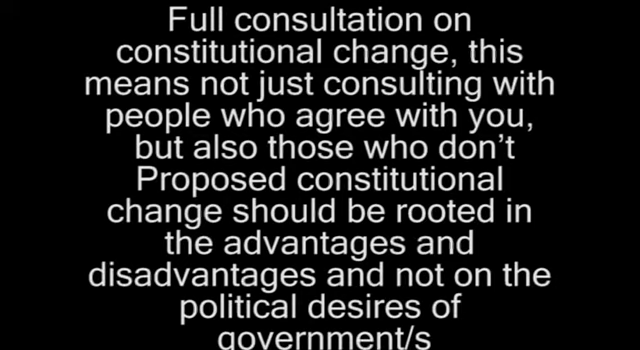 Full consultation on
constitutional change, this
means not just consulting with
people who agree with you,
but also those who don't
Proposed constitutional
change should be rooted in
the advantages and
disadvantages and not on the
political desires of
government/s